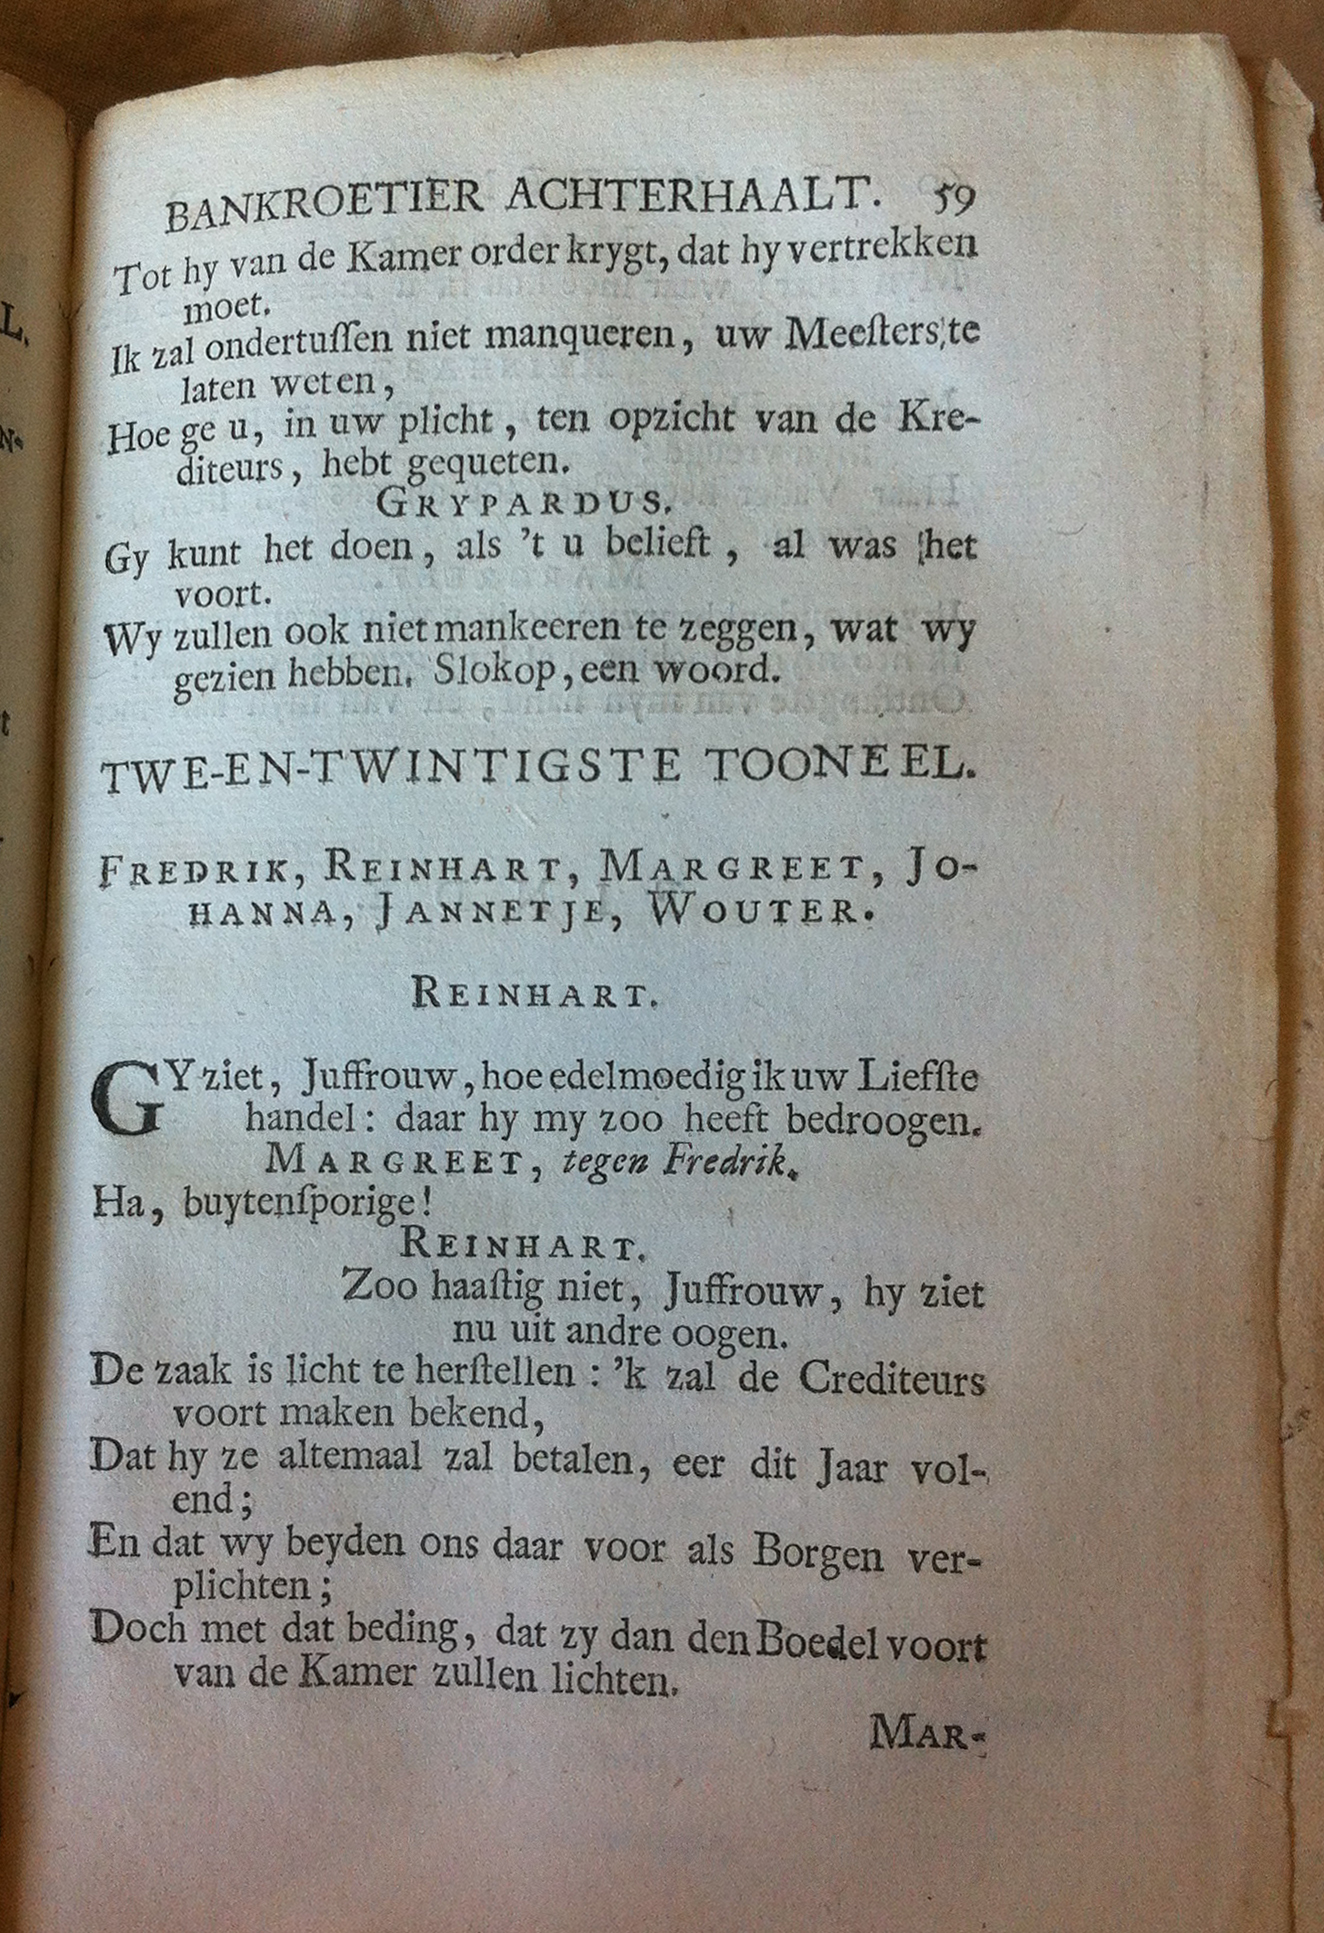 BANKROETIER ACHTERHAALT. 59
Tot hy van de Kamer order krygt, dat hy vertrekken
moet.
Ik zal ondertuſſen niet manqueren, uw Meeſters te
laten weten,
Hoe ge u, in uw plicht, ten opzicht van de Kre-
diteurs, hebt gequeten.
GRYPARDUS.
Gy kunt het doen, als 't u belieft, al was het
voort.
Wy zullen ook niet mankeeren te zeggen, wat wy
gezien hebben. Slokop, een woord.
TWE-EN-TWINTIGSTE TOONEEL.
FREDRIK, REINHART, MARGREET, JO-
HANNA, JANNETJE, WOUTER.
REINHART.
GY ziet, Juffrouw, hoe edelmoedig ik uw Liefſte
handel: daar hy my zoo heeft bedroogen.
MARGREET, tegen Fredrik.
Ha, buytenſporige!
REINHART.
Zoo haaſtig niet, Juffrouw, hy ziet
nu uit andre oogen.
De zaak is licht te herſtellen: 'k zal de Crediteurs
voort maken bekend,
Dat hy ze altemaal zal betalen, eer dit Jaar vol-
end;
En dat wy beyden ons daar voor als Borgen ver-
plichten;
Doch met dat beding, dat zy dan den Boedel voort
van de Kamer zullen lichten.
MAR-